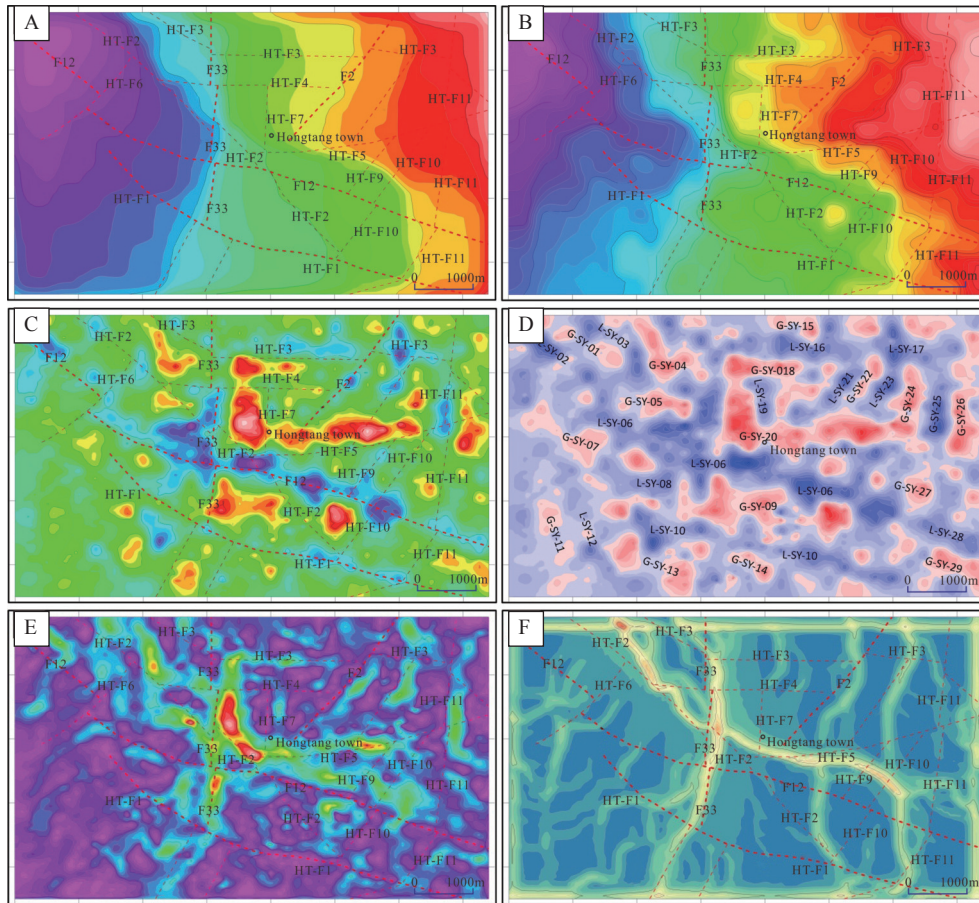 A
HT-F3
HT-F2
HT-F3
HT-F3
F12
F33
F2
HT-F6
HT-F4
HT-F11
HT-F7
Hongtang town
F33
HT-F2
HT-F5
HT-F10
HT-F9
F12
HT-F11
HT-F1
F33
HT-F2
HT-F10
HT-F1
HT-F11
0 1000m
B
HT-F3
HT-F2
HT-F3
HT-F3
F12
F33
HT-F6
HT-F4
F2
HT-F11
HT-F7
Hongtang town
F33
HT-F2
HT-F5
HT-F10
HT-F9
F12
HT-F11
HT-F1
F33
HT-F2
HT-F10
HT-F1
HT-F11
0 1000m
C
HT-F3
HT-F2
HT-F3
HT-F3
F12
F33
HT-F6
HT-F4
F2
HT-F11
HT-F7
Hongtang town
F33
HT-F2
HT-F5
HT-F10
HT-F9
HT-F11
F12
HT-F1
F33
HT-F2
HT-F10
HT-F1
HT-F11
0 1000m
D
G-SY-15
L-SY-03
G-SY-01
L-SY-02
L-SY-16
L-SY-17
G-SY-04
G-SY-018
L-SY-21
G-SY-22
L-SY-23
G-SY-24
G-SY-25
G-SY-26
L-SY-19
G-SY-05
L-SY-06
G-SY-07
G-SY-20
Hongtang town
L-SY-06
L-SY-08
L-SY-06
G-SY-27
G-SY-09
G-SY-11
L-SY-12
L-SY-10
L-SY-28
L-SY-10
G-SY-13
G-SY-14
G-SY-29
0 1000m
E
HT-F3
HT-F2
HT-F3
HT-F3
F12
F33
F2
HT-F6
HT-F4
HT-F11
HT-F7
Hongtang town
F33
HT-F2
HT-F5
HT-F10
HT-F9
F12
HT-F1
F33
HT-F2
HT-F10
HT-F1
HT-F11
0 1000m
F
HT-F3
HT-F2
HT-F3
HT-F3
F12
F33
HT-F6
HT-F4
F2
HT-F11
HT-F7
Hongtang town
F33
HT-F2
HT-F5
HT-F10
HT-F9
F12
HT-F1
F33
HT-F2
HT-F10
HT-F1
HT-F11
0 1000m